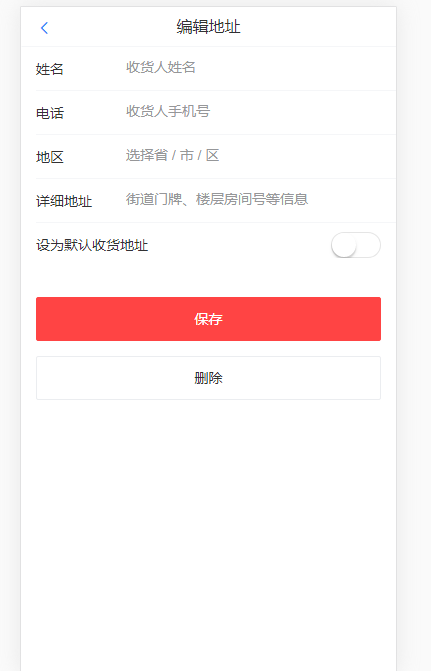 编辑地址
姓名 收货人姓名
电话 收货人手机号
地区 选择省 / 市 / 区
详细地址 街道门牌、楼层房间号等信息
设为默认收货地址
保存
删除